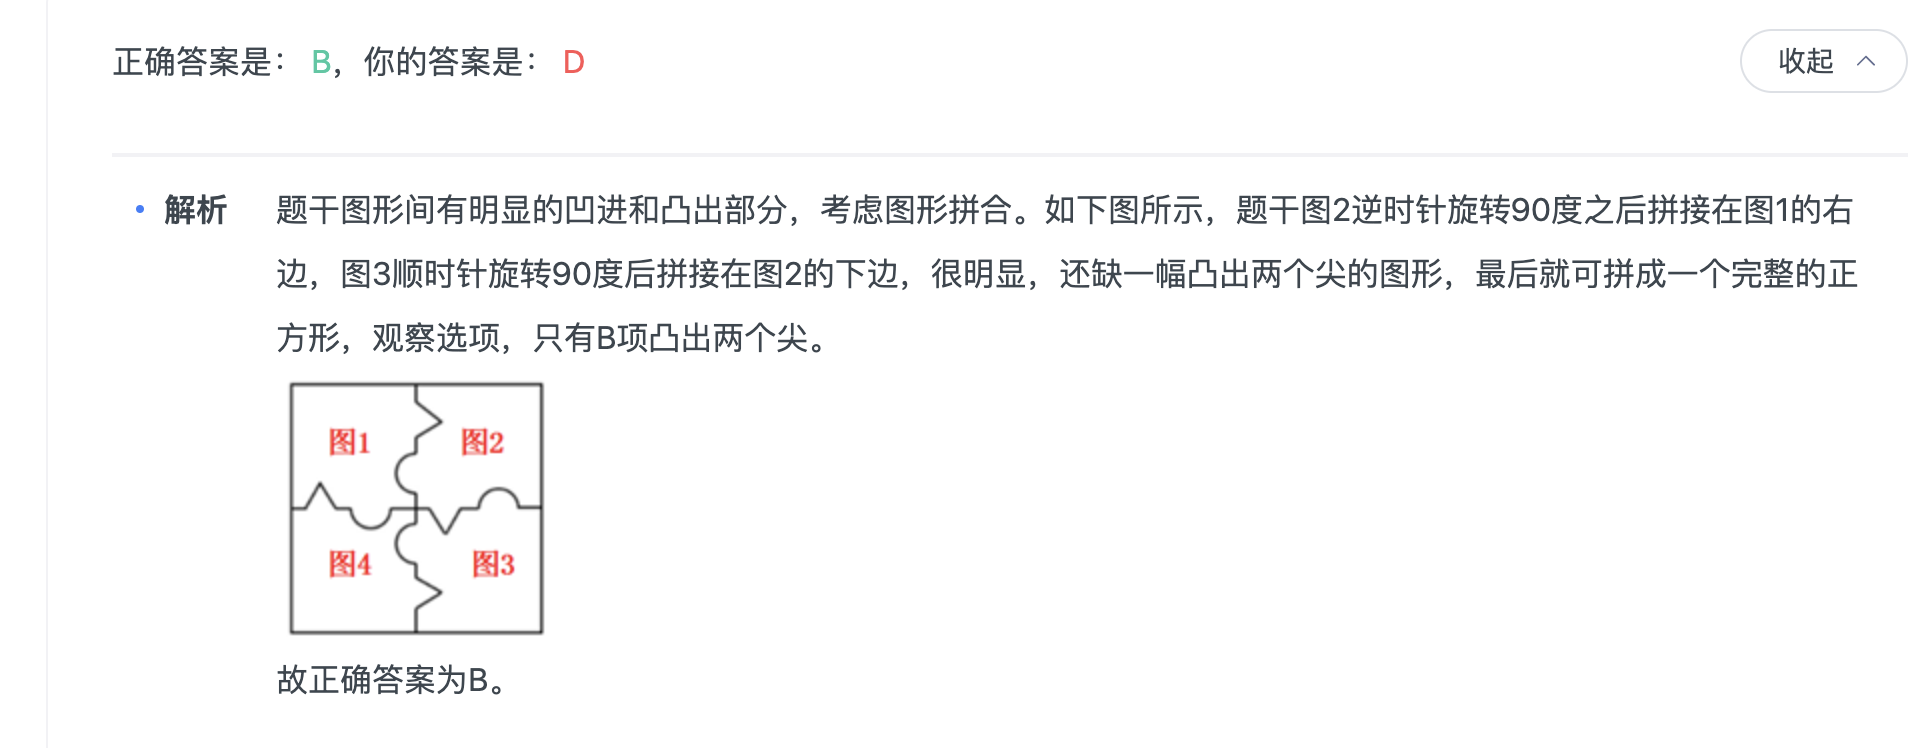 正确答案是： B，你的答案是： D
收起
解析
题干图形间有明显的凹进和凸出部分，考虑图形拼合。如下图所示，题干图2逆时针旋转90度之后拼接在图1的右
边，图3顺时针旋转90度后拼接在图2的下边，很明显，还缺一幅凸出两个尖的图形，最后就可拼成一个完整的正
方形，观察选项，只有B项凸出两个尖。
图1
图2
图4
图3
故正确答案为B。